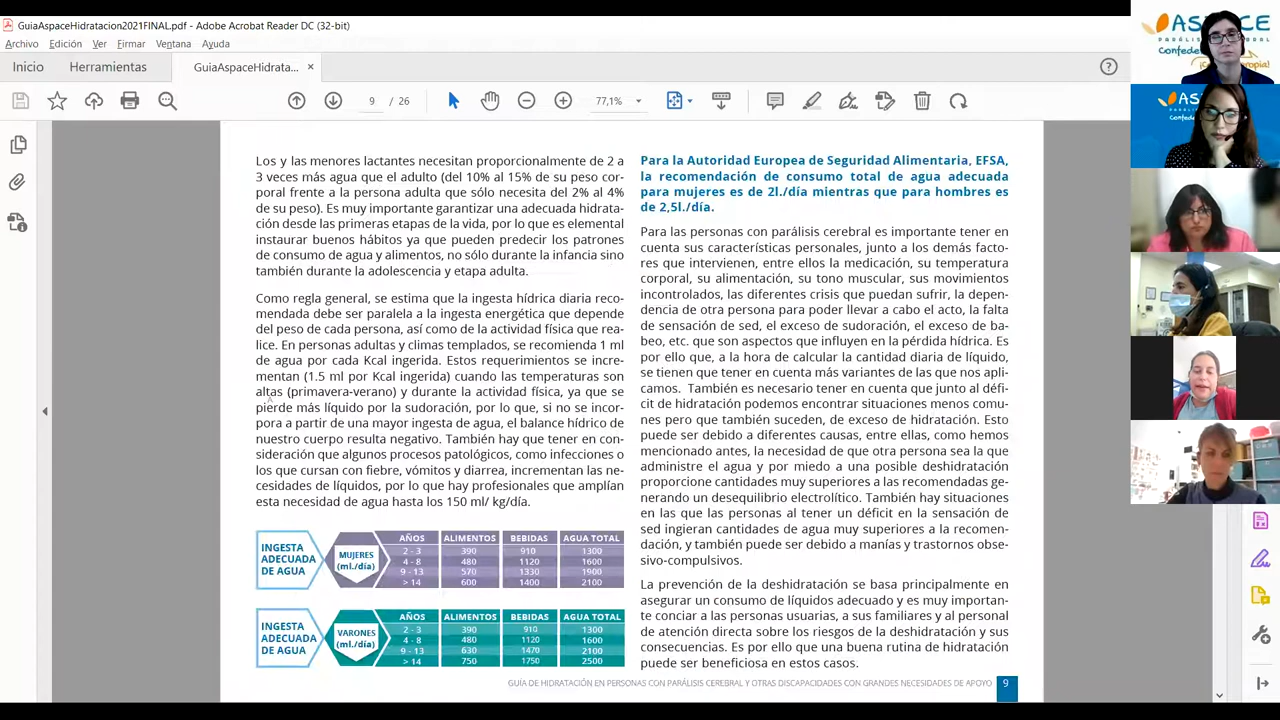 GuiaAspaceHidratacion2021FINAL.pdf - Adobe Acrobat Reader DC (32-bit)
Archivo Edición Ver Firmar Ventana Ayuda
Inicio Herramientas GuiaAspaceHidrata... ×
9 / 26 77,1%
Los y las menores lactantes necesitan proporcionalmente de 2 a
3 veces más agua que el adulto (del 10% al 15% de su peso cor-
poral frente a la persona adulta que sólo necesita del 2% al 4%
de su peso). Es muy importante garantizar una adecuada hidrata-
ción desde las primeras etapas de la vida, por lo que es elemental
instaurar buenos hábitos ya que pueden predecir los patrones
de consumo de agua y alimentos, no sólo durante la infancia sino
también durante la adolescencia y etapa adulta.
Como regla general, se estima que la ingesta hídrica diaria reco-
mendada debe ser paralela a la ingesta energética que depende
del peso de cada persona, así como de la actividad física que rea-
lice. En personas adultas y climas templados, se recomienda 1 ml
de agua por cada Kcal ingerida. Estos requerimientos se incre-
mentan (1.5 ml por Kcal ingerida) cuando las temperaturas son
altas (primavera-verano) y durante la actividad física, ya que se
pierde más líquido por la sudoración, por lo que, si no se incor-
pora a partir de una mayor ingesta de agua, el balance hídrico de
nuestro cuerpo resulta negativo. También hay que tener en con-
sideración que algunos procesos patológicos, como infecciones o
los que cursan con fiebre, vómitos y diarrea, incrementan las ne-
cesidades de líquidos, por lo que hay profesionales que amplían
esta necesidad de agua hasta los 150 ml/ kg/día.
INGESTA
ADECUADA
DE AGUA
MUJERES
(ml./día)
AÑOS ALIMENTOS BEBIDAS AGUA TOTAL
2 - 3 390 910 1300
4 - 8 480 1120 1600
9 - 13 570 1330 1900
> 14 600 1400 2100
INGESTA
ADECUADA
DE AGUA
VARONES
(ml./día)
AÑOS ALIMENTOS BEBIDAS AGUA TOTAL
2 - 3 390 910 1300
4 - 8 480 1120 1600
9 - 13 630 1470 2100
> 14 750 1750 2500
Para la Autoridad Europea de Seguridad Alimentaria, EFSA,
la recomendación de consumo total de agua adecuada
para mujeres es de 2l./día mientras que para hombres es
de 2,5l./día.
Para las personas con parálisis cerebral es importante tener en
cuenta sus características personales, junto a los demás facto-
res que intervienen, entre ellos la medicación, su temperatura
corporal, su alimentación, su tono muscular, sus movimientos
incontrolados, las diferentes crisis que puedan sufrir, la depen-
dencia de otra persona para poder llevar a cabo el acto, la falta
de sensación de sed, el exceso de sudoración, el exceso de ba-
beo, etc. que son aspectos que influyen en la pérdida hídrica. Es
por ello que, a la hora de calcular la cantidad diaria de líquido,
se tienen que tener en cuenta más variantes de las que nos apli-
camos. También es necesario tener en cuenta que junto al défi-
cit de hidratación podemos encontrar situaciones menos comu-
nes pero que también suceden, de exceso de hidratación. Esto
puede ser debido a diferentes causas, entre ellas, como hemos
mencionado antes, la necesidad de que otra persona sea la que
administre el agua y por miedo a una posible deshidratación
proporcione cantidades muy superiores a las recomendadas ge-
nerando un desequilibrio electrolítico. También hay situaciones
en las que las personas al tener un déficit en la sensación de
sed ingieran cantidades de agua muy superiores a la recomen-
dación, y también puede ser debido a manías y trastornos obse-
sivo-compulsivos.
La prevención de la deshidratación se basa principalmente en
asegurar un consumo de líquidos adecuado y es muy importan-
te conciar a las personas usuarias, a sus familiares y al personal
de atención directa sobre los riesgos de la deshidratación y sus
consecuencias. Es por ello que una buena rutina de hidratación
puede ser beneficiosa en estos casos.
GUÍA DE HIDRATACIÓN EN PERSONAS CON PARÁLISIS CEREBRAL Y OTRAS DISCAPACIDADES CON GRANDES NECESIDADES DE APOYO 9